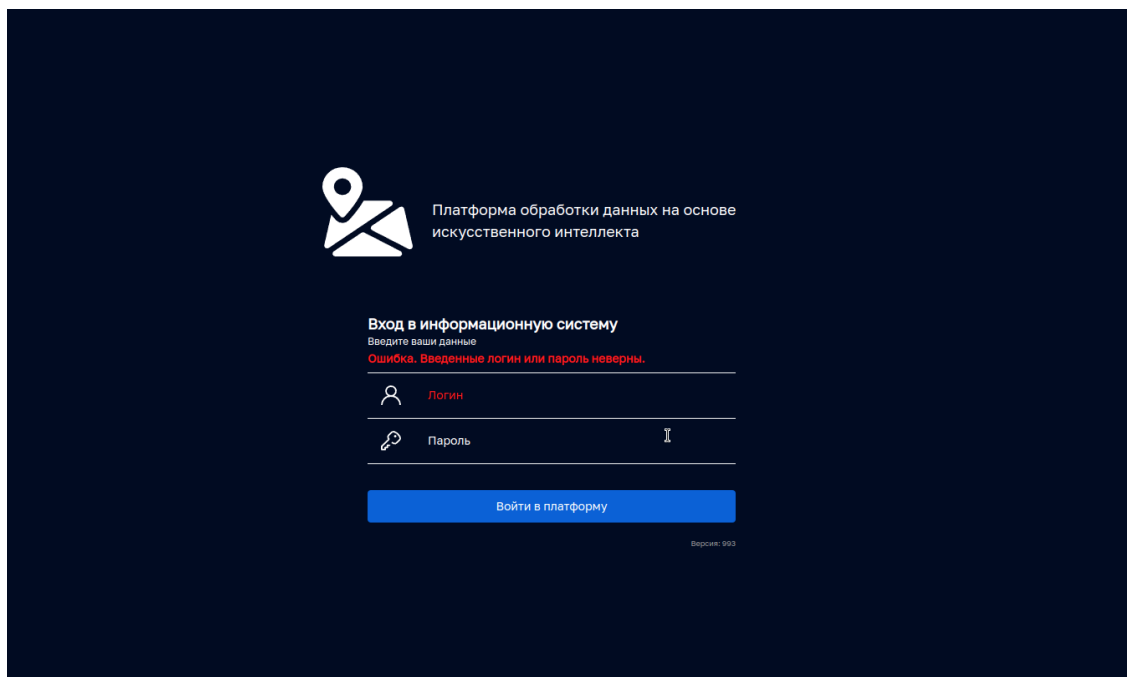 Платформа обработки данных на основе
искусственного интеллекта
Вход в информационную систему
Введите ваши данные
Ошибка. Введенные логин или пароль неверны.
Логин
Пароль
Войти в платформу
Версия: 993